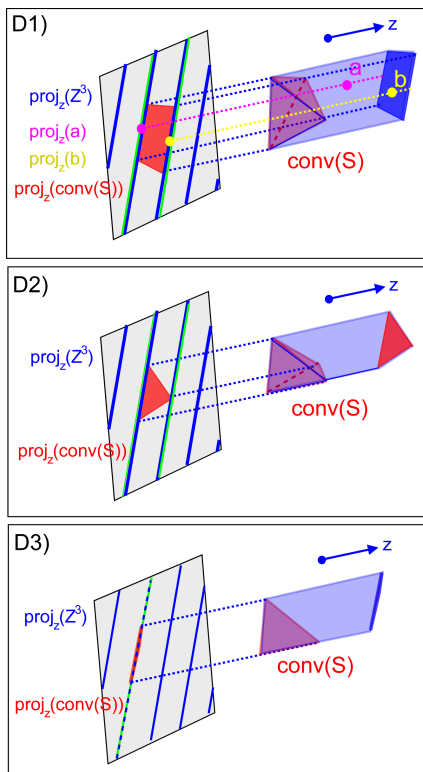 D1)
z
proj_z(Z^3)
a
proj_z(a)
b
proj_z(b)
conv(S)
proj_z(conv(S))
D2)
z
proj_z(Z^3)
conv(S)
proj_z(conv(S))
D3)
z
proj_z(Z^3)
conv(S)
proj_z(conv(S))